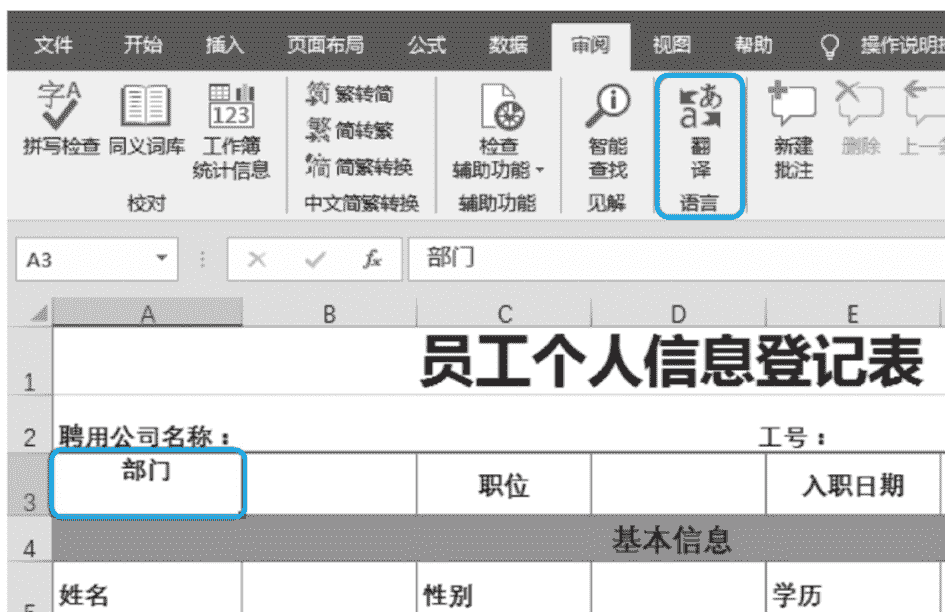 文件 开始 插入 页面布局 公式 数据 审阅 视图 帮助 操作说明
字A 123 繁转简 简转繁 简繁转换
拼写检查 同义词库 工作簿统计信息 检查辅助功能 智能查找 翻译 新建批注 删除 上一
校对 中文简繁转换 辅助功能 见解 语言
A3 fx 部门
A B C D E
1 员工个人信息登记表
2 聘用公司名称： 工号：
3 部门 职位 入职日期
4 基本信息
5 姓名 性别 学历